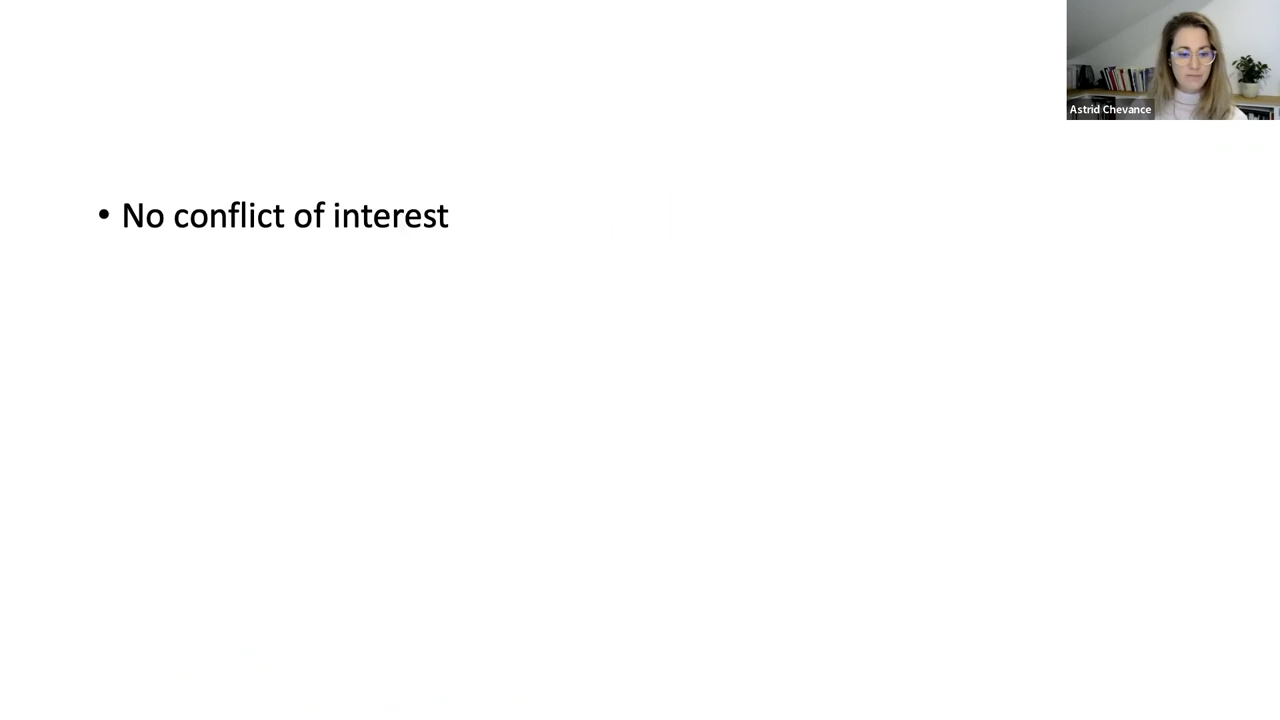 Astrid Chevance
• No conflict of interest